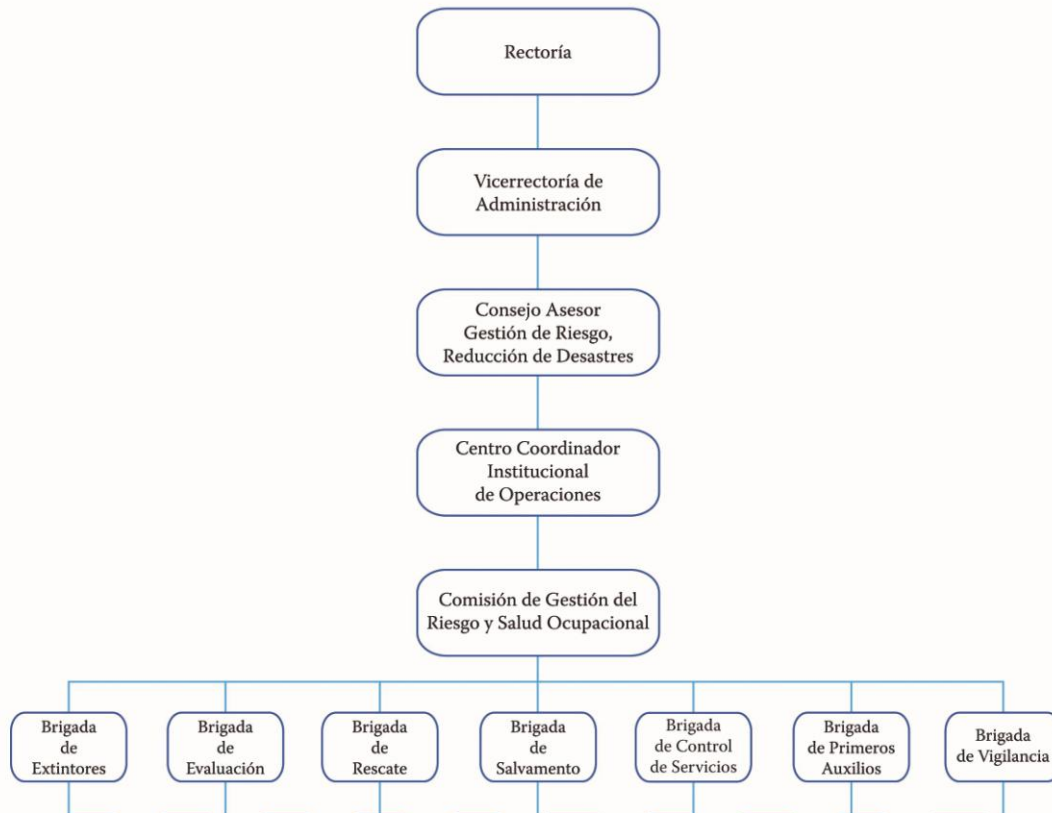 Rectoría
Vicerrectoría de
Administración
Consejo Asesor
Gestión de Riesgo,
Reducción de Desastres
Centro Coordinador
Institucional
de Operaciones
Comisión de Gestión del
Riesgo y Salud Ocupacional
Brigada
de
Extintores
Brigada
de
Evaluación
Brigada
de
Rescate
Brigada
de
Salvamento
Brigada
de Control
de Servicios
Brigada
de Primeros
Auxilios
Brigada
de Vigilancia